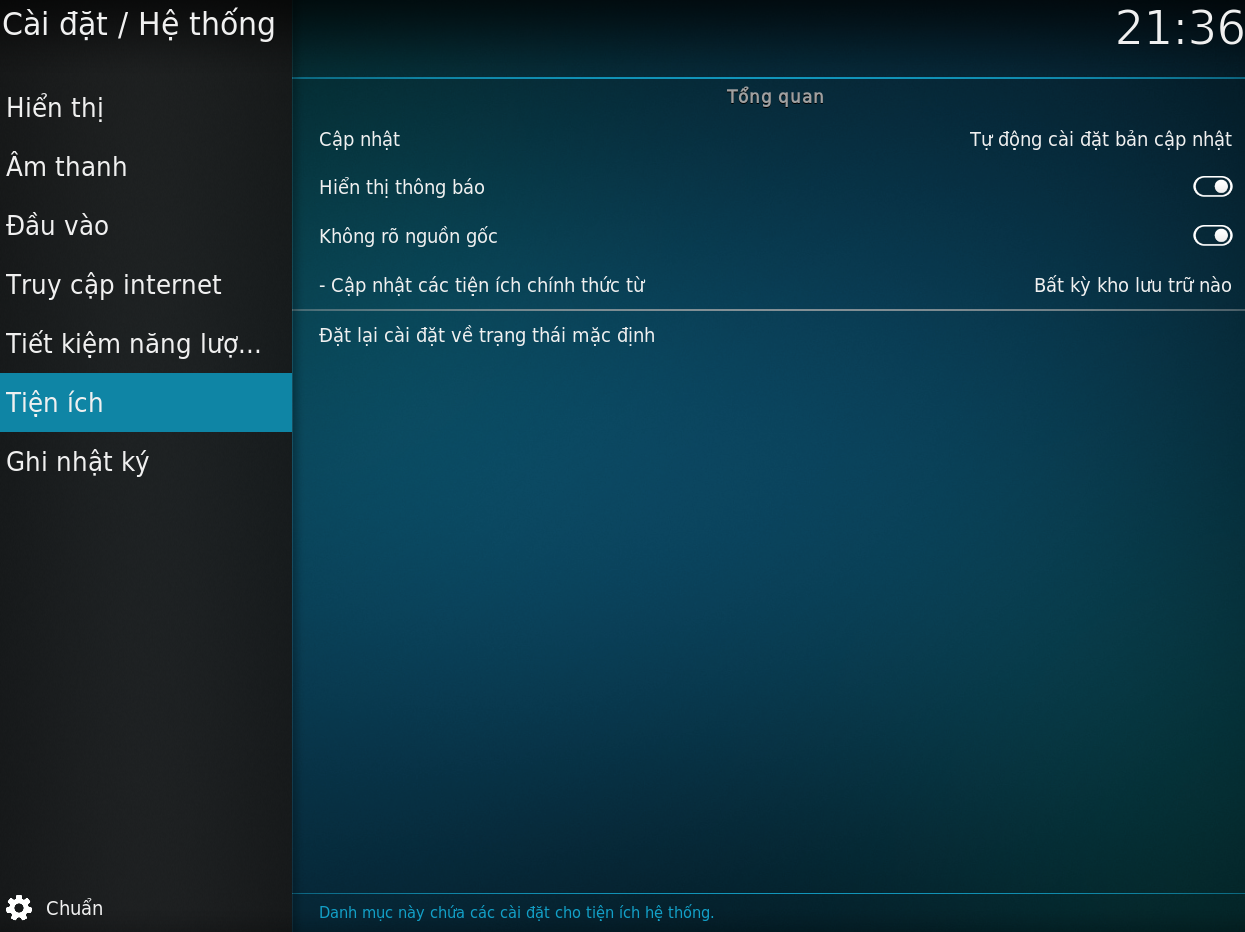 Cài đặt / Hệ thống
21:36
Hiển thị
Âm thanh
Đầu vào
Truy cập internet
Tiết kiệm năng lượ...
Tiện ích
Ghi nhật ký
Chuẩn
Tổng quan
Cập nhật Tự động cài đặt bản cập nhật
Hiển thị thông báo
Không rõ nguồn gốc
- Cập nhật các tiện ích chính thức từ Bất kỳ kho lưu trữ nào
Đặt lại cài đặt về trạng thái mặc định
Danh mục này chứa các cài đặt cho tiện ích hệ thống.